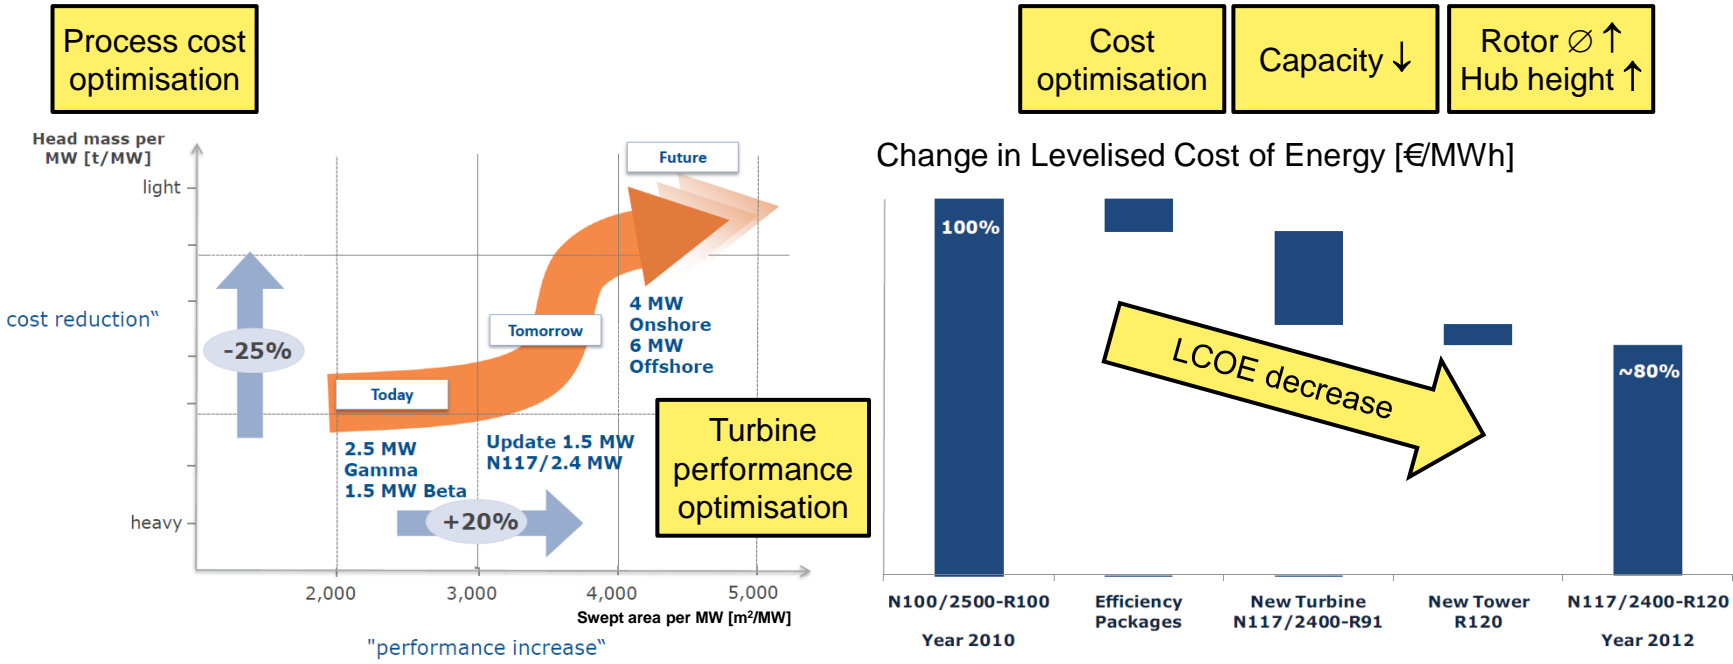 Process cost
optimisation
Cost
optimisation
Capacity ↓
Rotor ∅ ↑
Hub height ↑
Head mass per
MW [t/MW]
light
heavy
cost reduction“
-25%
Future
Tomorrow
Today
4 MW
Onshore
6 MW
Offshore
2.5 MW
Gamma
1.5 MW Beta
Update 1.5 MW
N117/2.4 MW
+20%
Turbine
performance
optimisation
2,000
3,000
4,000
5,000
Swept area per MW [m²/MW]
"performance increase“
Change in Levelised Cost of Energy [€/MWh]
100%
~80%
LCOE decrease
N100/2500-R100
Year 2010
Efficiency
Packages
New Turbine
N117/2400-R91
New Tower
R120
N117/2400-R120
Year 2012